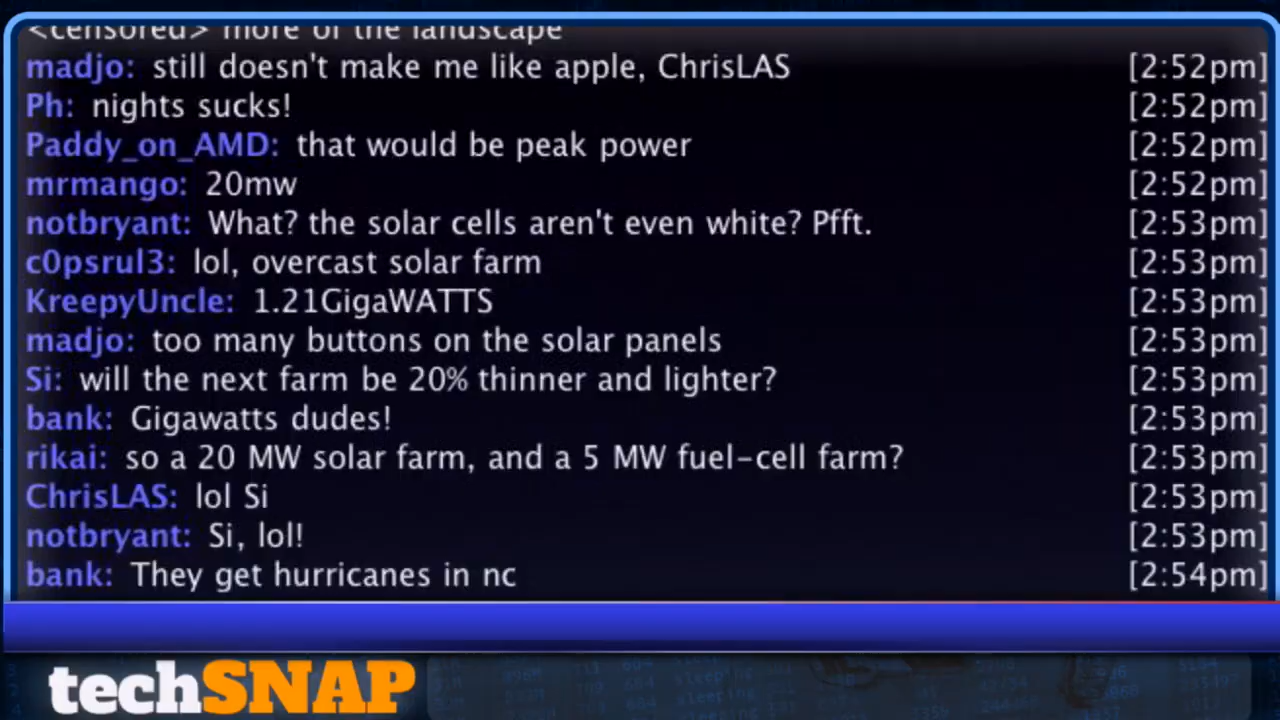 <censored> more of the landscape
madjo: still doesn't make me like apple, ChrisLAS [2:52pm]
Ph: nights sucks! [2:52pm]
Paddy_on_AMD: that would be peak power [2:52pm]
mrmango: 20mw [2:52pm]
notbryant: What? the solar cells aren't even white? Pfft. [2:53pm]
c0psrul3: lol, overcast solar farm [2:53pm]
KreepyUncle: 1.21GigaWATTS [2:53pm]
madjo: too many buttons on the solar panels [2:53pm]
Si: will the next farm be 20% thinner and lighter? [2:53pm]
bank: Gigawatts dudes! [2:53pm]
rikai: so a 20 MW solar farm, and a 5 MW fuel-cell farm? [2:53pm]
ChrisLAS: lol Si [2:53pm]
notbryant: Si, lol! [2:53pm]
bank: They get hurricanes in nc [2:54pm]
techSNAP